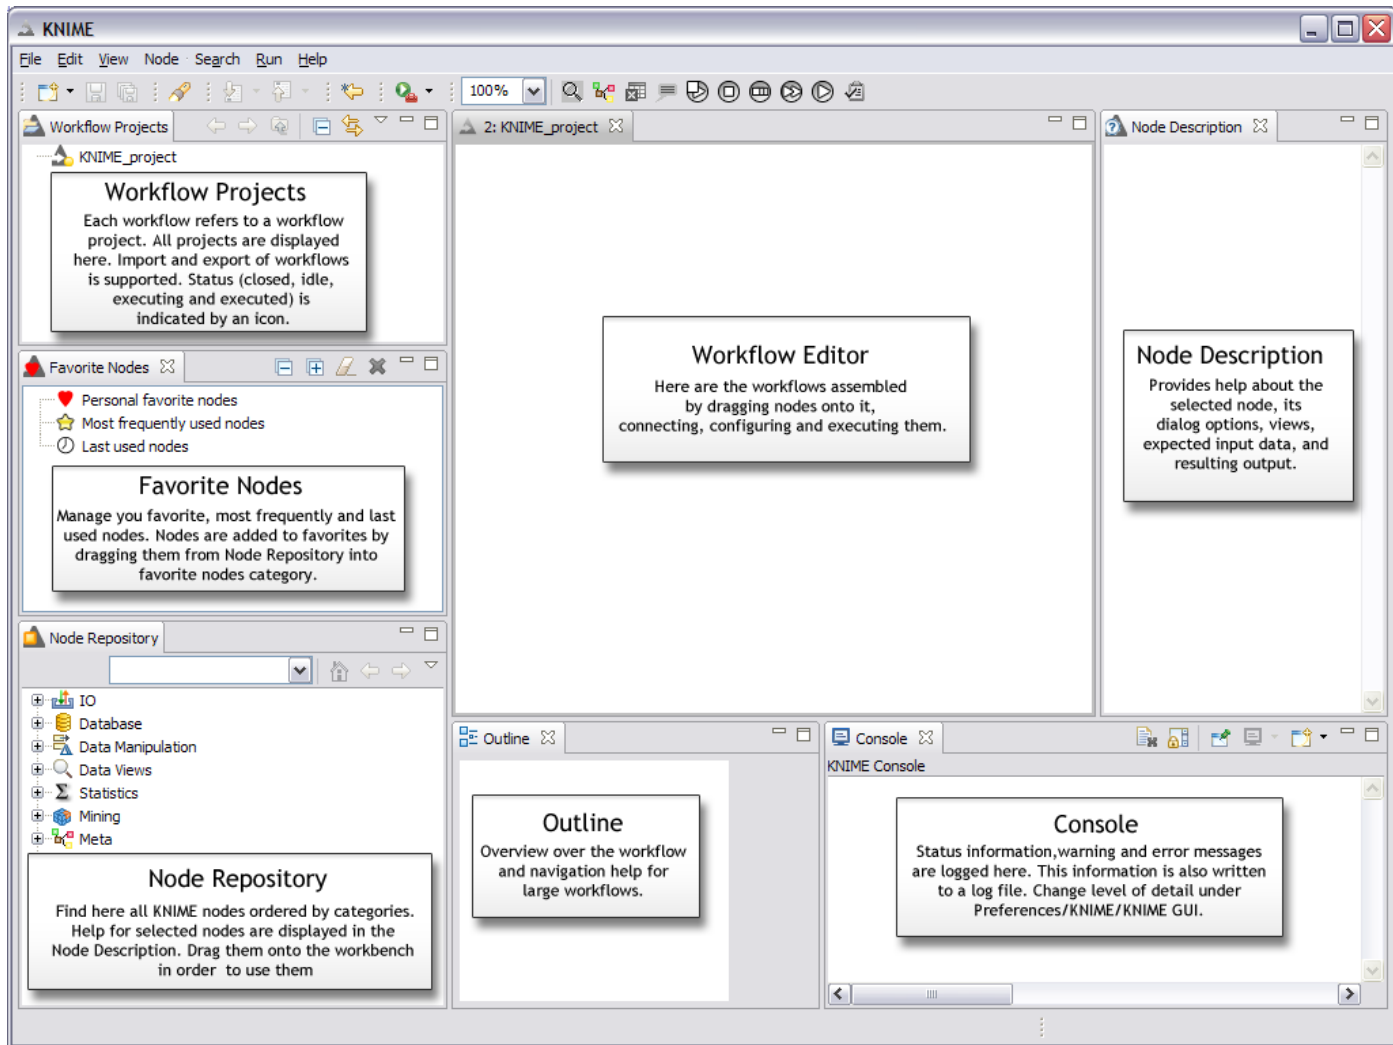 KNIME
File Edit View Node Search Run Help
100%
Workflow Projects
KNIME_project
Workflow Projects
Each workflow refers to a workflow
project. All projects are displayed
here. Import and export of workflows
is supported. Status (closed, idle,
executing and executed) is
indicated by an icon.
Favorite Nodes
Personal favorite nodes
Most frequently used nodes
Last used nodes
Favorite Nodes
Manage you favorite, most frequently and last
used nodes. Nodes are added to favorites by
dragging them from Node Repository into
favorite nodes category.
Node Repository
IO
Database
Data Manipulation
Data Views
Statistics
Mining
Meta
Node Repository
Find here all KNIME nodes ordered by categories.
Help for selected nodes are displayed in the
Node Description. Drag them onto the workbench
in order to use them
2: KNIME_project
Workflow Editor
Here are the workflows assembled
by dragging nodes onto it,
connecting, configuring and executing them.
Node Description
Node Description
Provides help about the
selected node, its
dialog options, views,
expected input data, and
resulting output.
Outline
Outline
Overview over the workflow
and navigation help for
large workflows.
Console
KNIME Console
Console
Status information,warning and error messages
are logged here. This information is also written
to a log file. Change level of detail under
Preferences/KNIME/KNIME GUI.